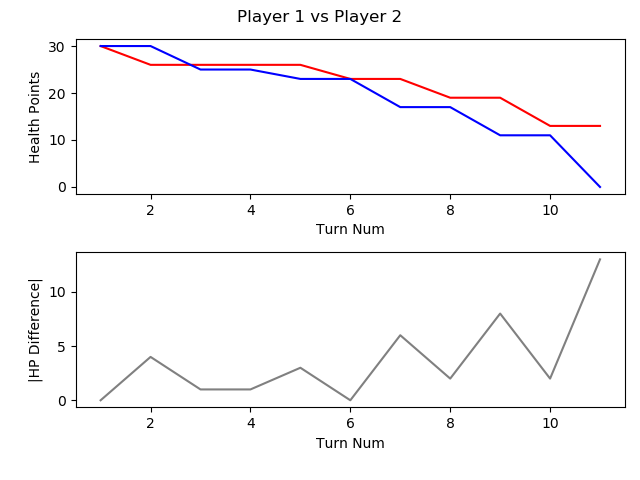 Player 1 vs Player 2
30
20
10
0
Health Points
2 4 6 8 10
Turn Num
10
5
0
|HP Difference|
2 4 6 8 10
Turn Num